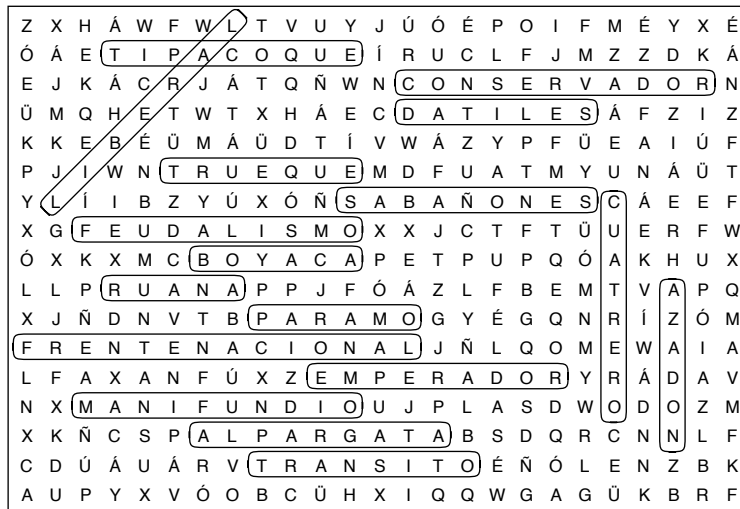 Z X H Á W F W L T V U Y J Ú Ó É P O I F M É Y X É
Ó Á E T I P A C O Q U E Í R U C L F J M Z Z D K Á
E J K Á C R J Á T Q Ñ W N C O N S E R V A D O R N
Ü M Q H E T W T X H Á E C D A T I L E S Á F Z I Z
K K E B É Ü M Á Ü D T Í V W Á Z Y P F Ü E A I Ú F
P J I W N T R U E Q U E M D F U A T M Y U N Á Ü T
Y L Í I B Z Y Ú X Ó Ñ S A B A Ñ O N E S C Á E E F
X G F E U D A L I S M O X X J C T F T Ü U E R F W
Ó X K X M C B O Y A C A P E T P U P Q Ó A K H U X
L L P R U A N A P P J F Ó Á Z L F B E M T V A P Q
X J Ñ D N V T B P A R A M O G Y É G Q N R Í Z Ó M
F R E N T E N A C I O N A L J Ñ L Q O M E W A I A
L F A X A N F Ú X Z E M P E R A D O R Y R Á D A V
N X M A N I F U N D I O U J P L A S D W O D O Z M
X K Ñ C S P A L P A R G A T A B S D Q R C N N L F
C D Ú Á U Á R V T R A N S I T O É Ñ Ó L E N Z B K
A U P Y X V Ó O B C Ü H X I Q Q W G A G Ü K B R F